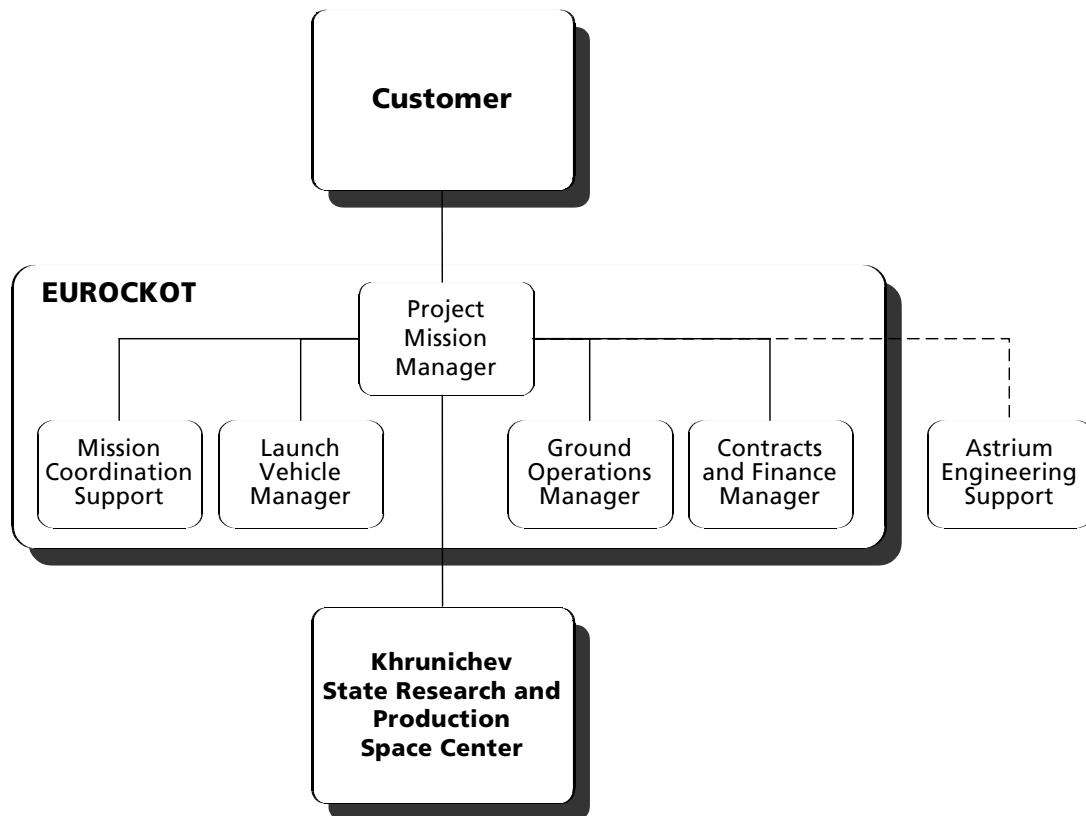 Customer
EUROCKOT
Project
Mission
Manager
Mission
Coordination
Support
Launch
Vehicle
Manager
Ground
Operations
Manager
Contracts
and Finance
Manager
Astrium
Engineering
Support
Khrunichev
State Research and
Production
Space Center